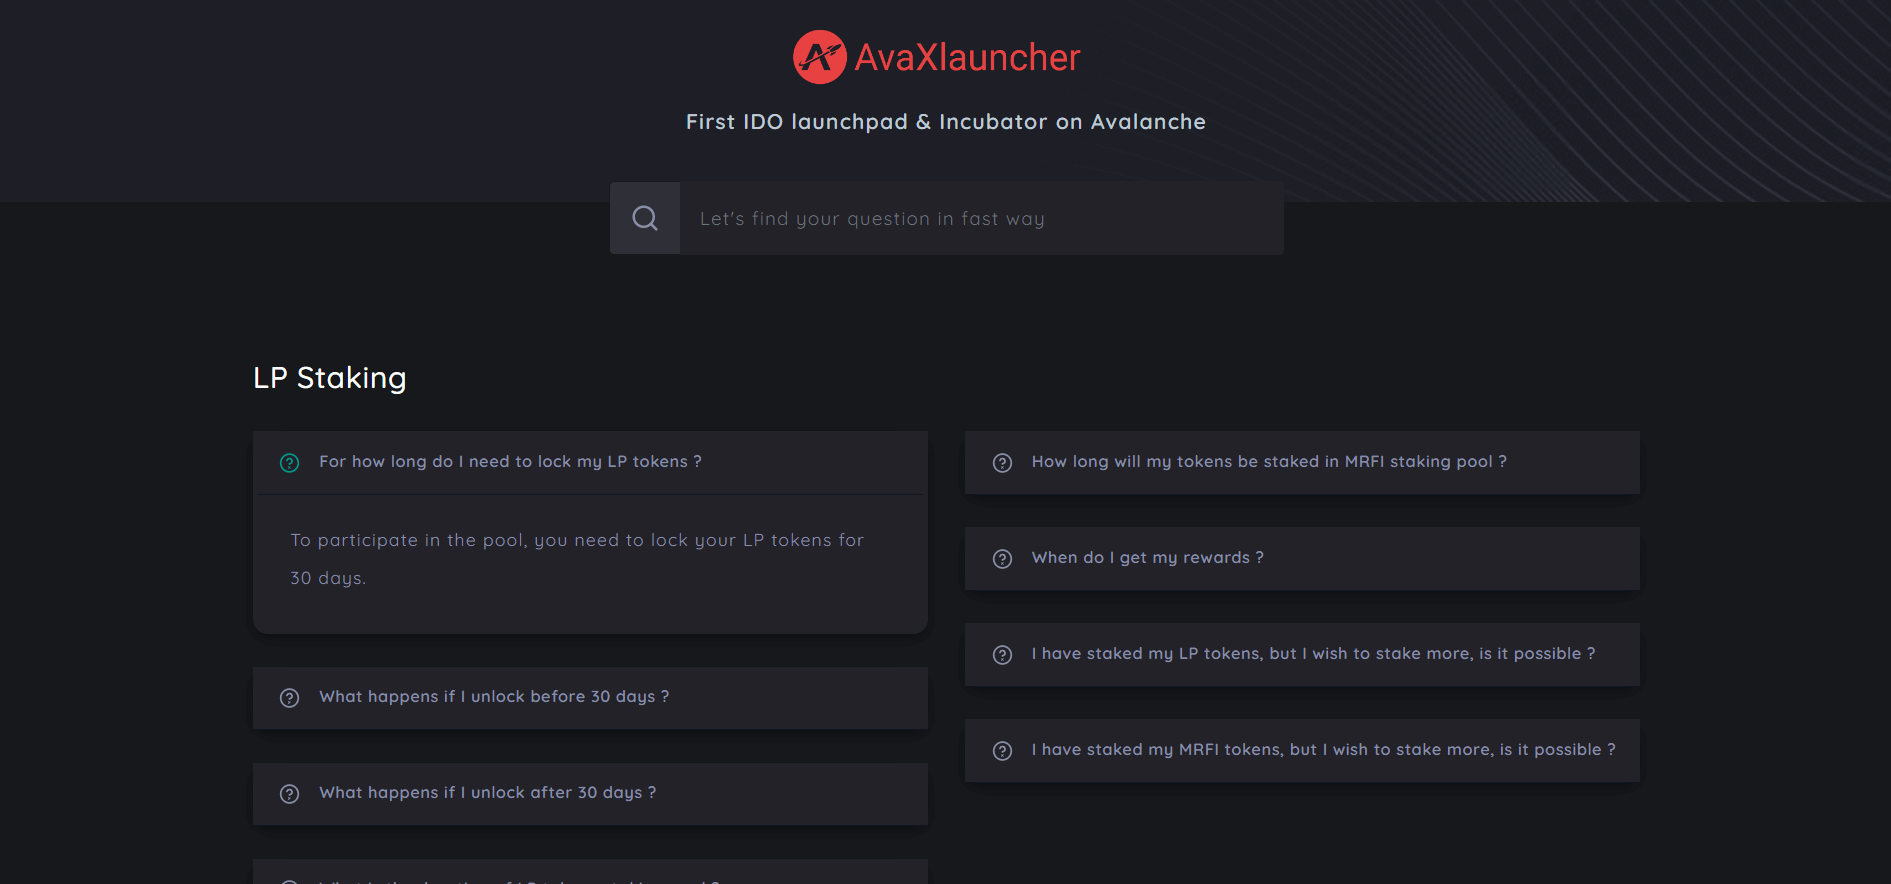 AvaXlauncher
First IDO launchpad & Incubator on Avalanche
Let's find your question in fast way
LP Staking
For how long do I need to lock my LP tokens ?
To participate in the pool, you need to lock your LP tokens for
30 days.
What happens if I unlock before 30 days ?
What happens if I unlock after 30 days ?
How long will my tokens be staked in MRFI staking pool ?
When do I get my rewards ?
I have staked my LP tokens, but I wish to stake more, is it possible ?
I have staked my MRFI tokens, but I wish to stake more, is it possible ?